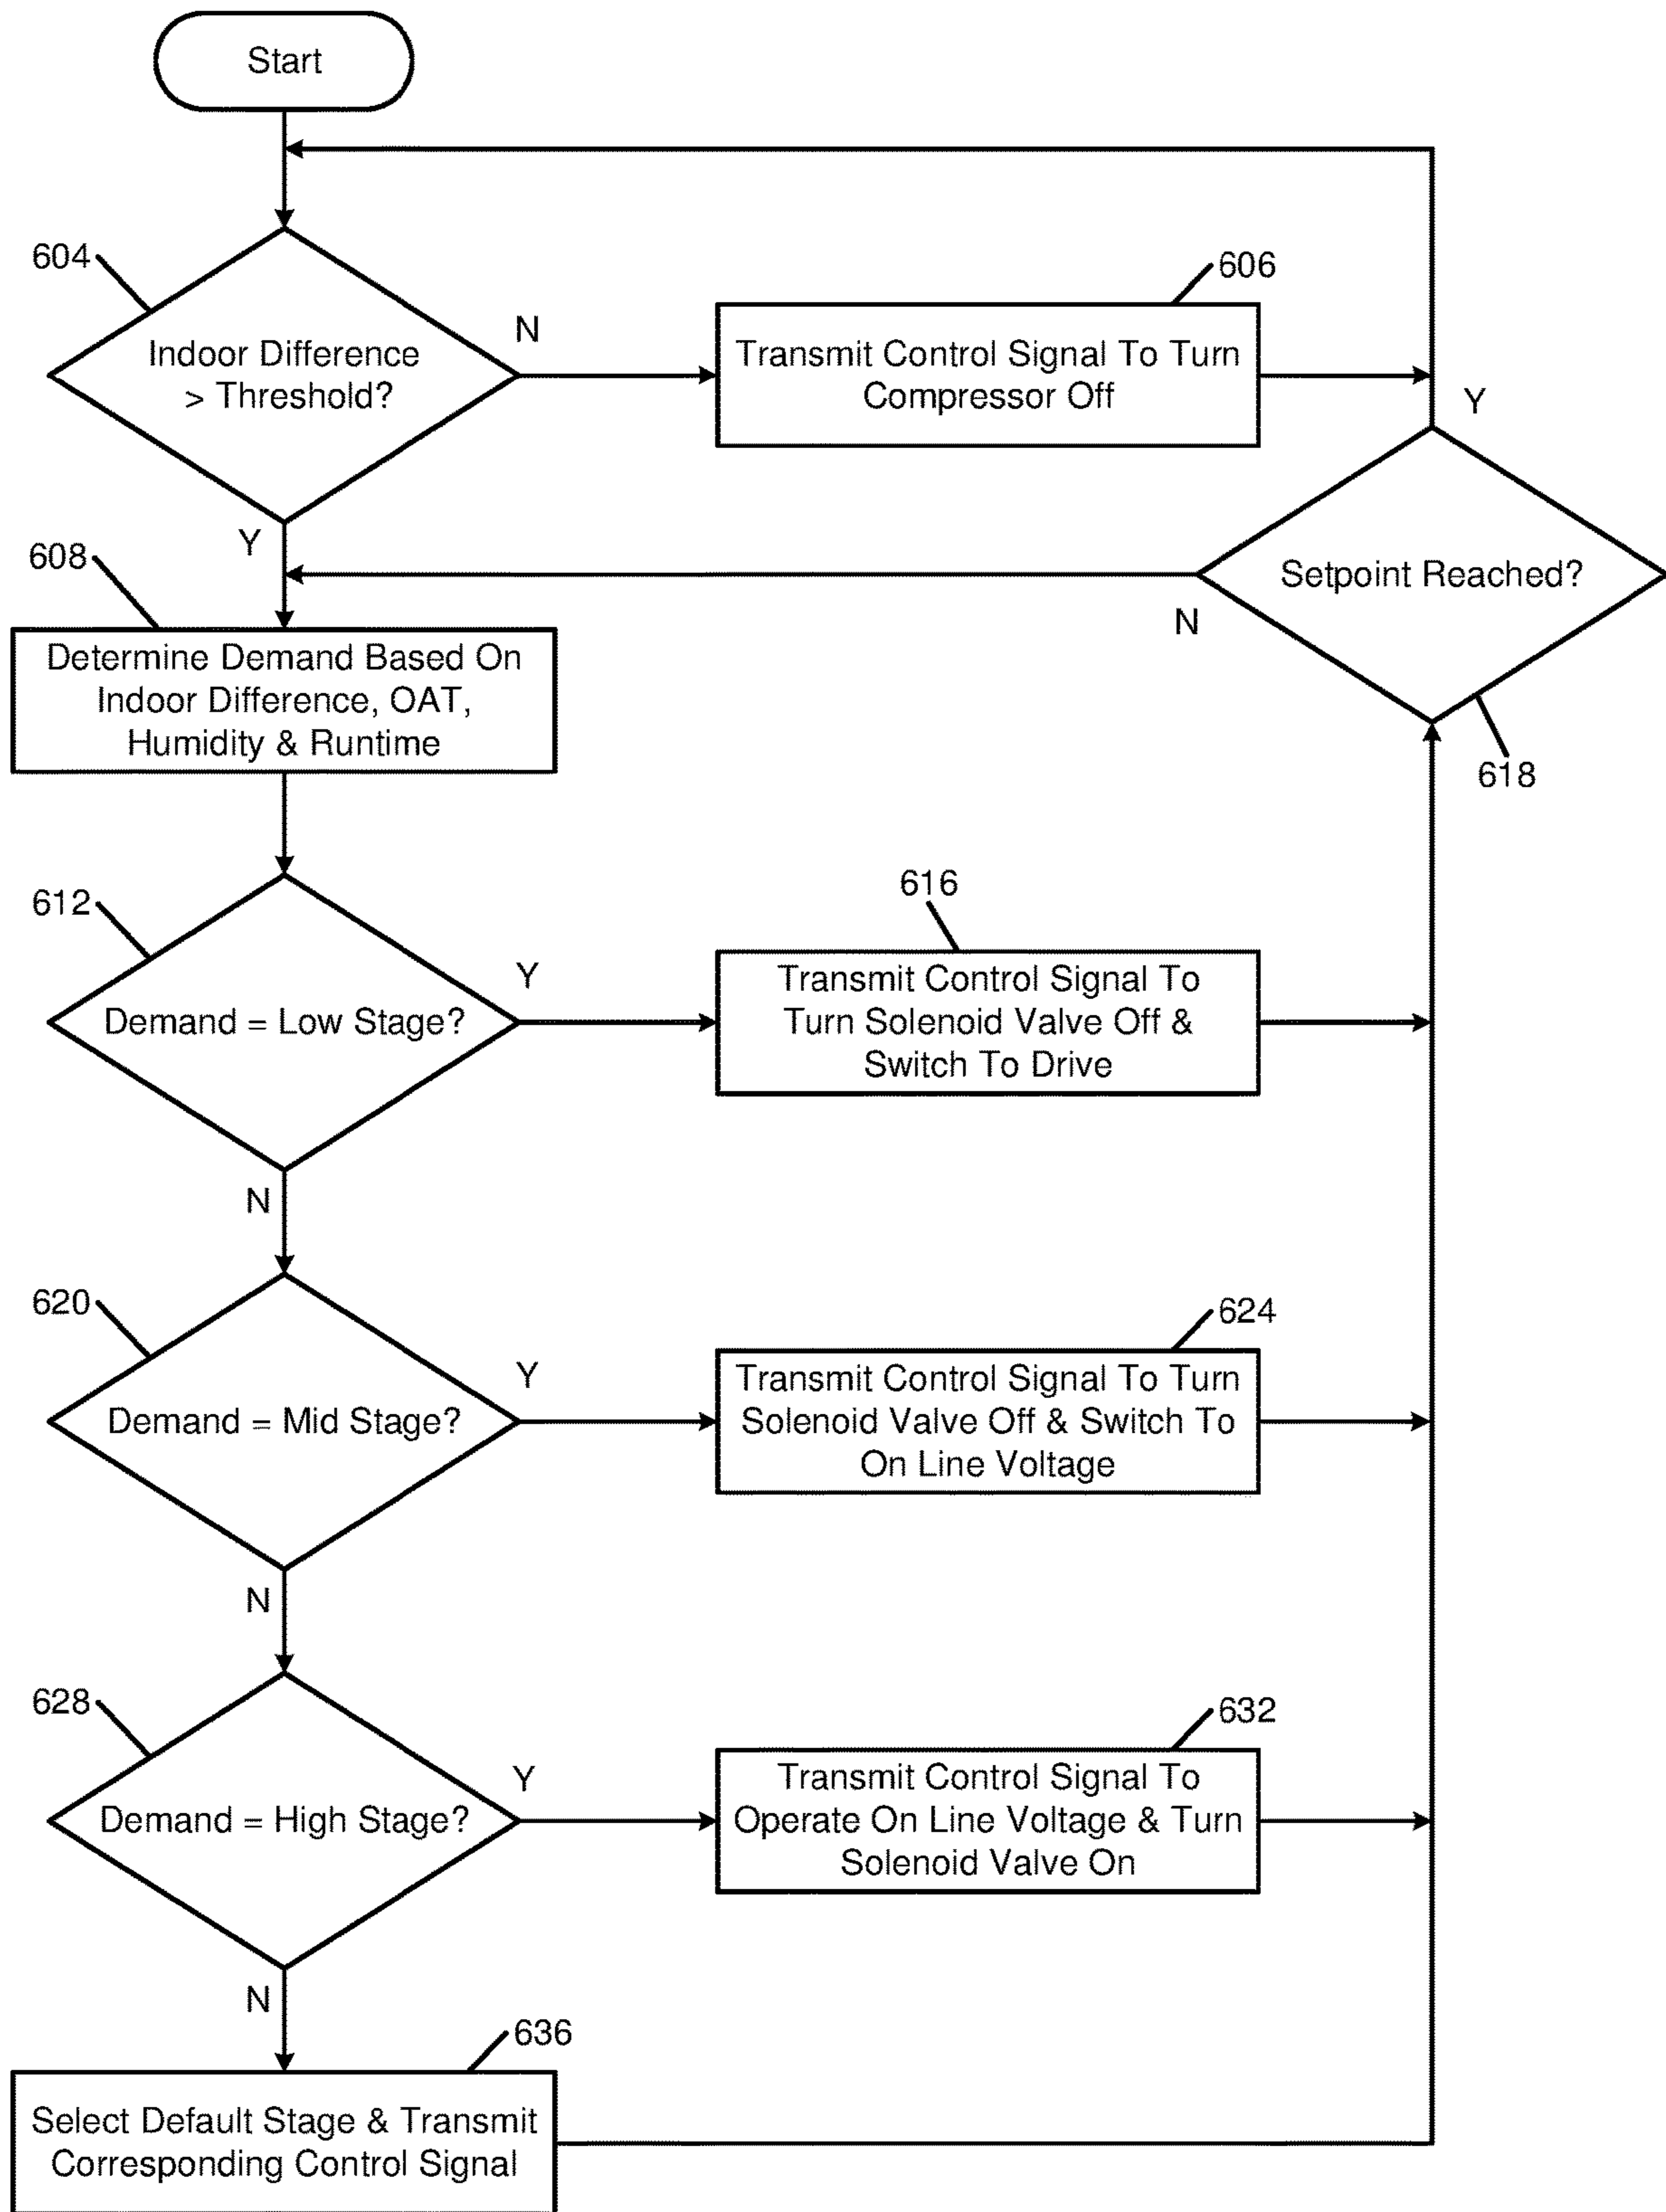 Start
604
Indoor Difference
> Threshold?
N
606
Transmit Control Signal To Turn
Compressor Off
Y
Y
608
Setpoint Reached?
N
618
Determine Demand Based On
Indoor Difference, OAT,
Humidity & Runtime
612
Demand = Low Stage?
Y
616
Transmit Control Signal To
Turn Solenoid Valve Off &
Switch To Drive
N
620
Demand = Mid Stage?
Y
624
Transmit Control Signal To Turn
Solenoid Valve Off & Switch To
On Line Voltage
N
628
Demand = High Stage?
Y
632
Transmit Control Signal To
Operate On Line Voltage & Turn
Solenoid Valve On
N
636
Select Default Stage & Transmit
Corresponding Control Signal